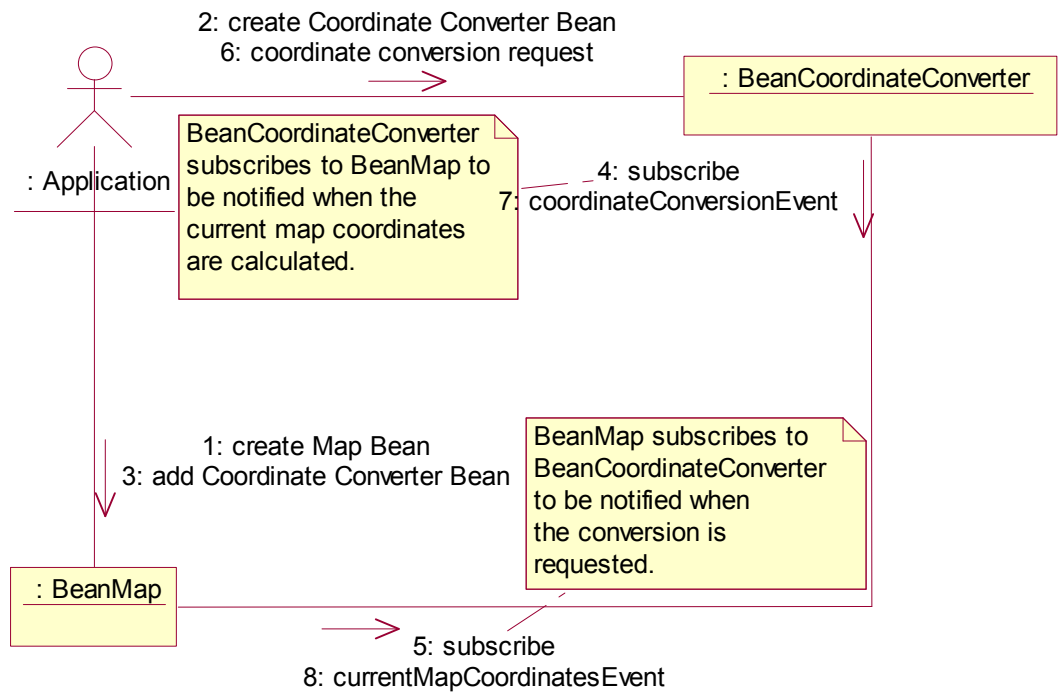 2: create Coordinate Converter Bean
6: coordinate conversion request
: BeanCoordinateConverter
: Application
BeanCoordinateConverter
subscribes to BeanMap to
be notified when the
current map coordinates
are calculated.
4: subscribe
7: coordinateConversionEvent
1: create Map Bean
3: add Coordinate Converter Bean
BeanMap subscribes to
BeanCoordinateConverter
to be notified when
the conversion is
requested.
: BeanMap
5: subscribe
8: currentMapCoordinatesEvent